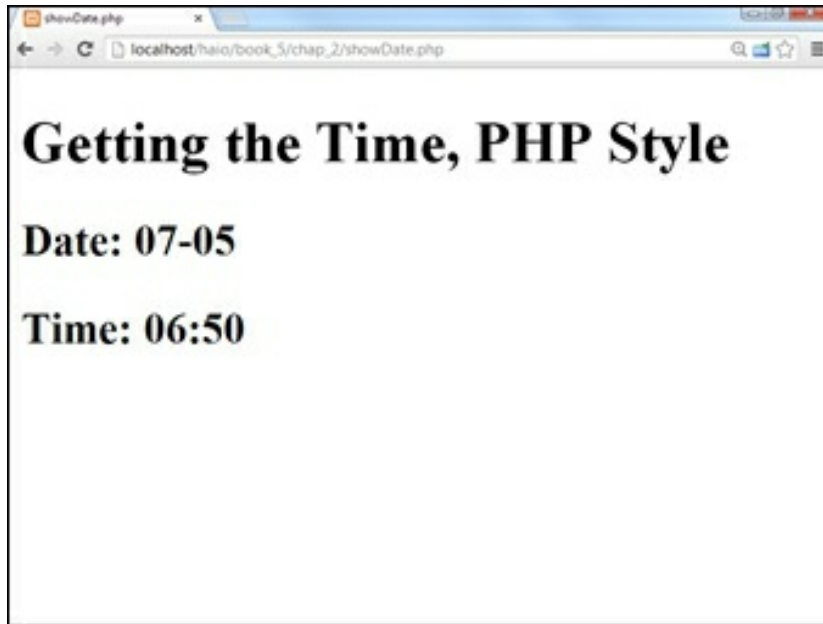 showDate.php
localhost/haio/book_5/chap_2/showDate.php
Getting the Time, PHP Style
Date: 07-05
Time: 06:50